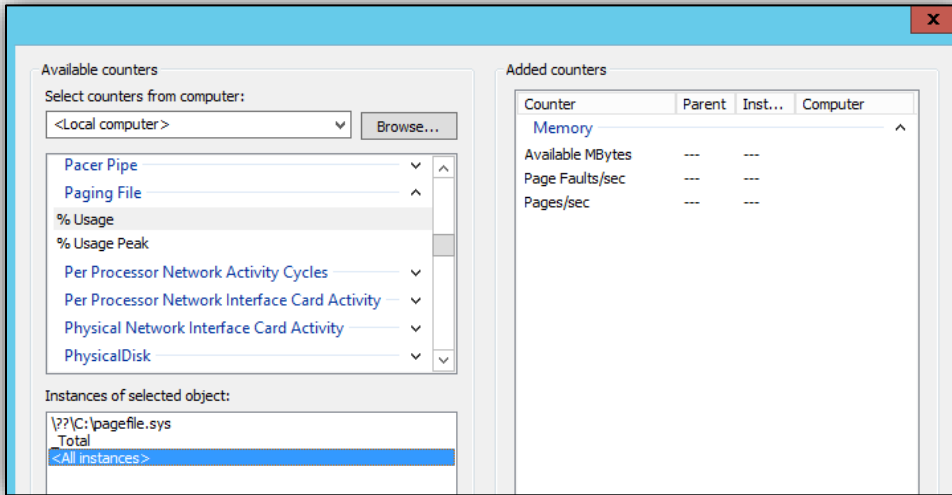 X
Available counters
Select counters from computer:
<Local computer>
Browse...
Pacer Pipe
Paging File
% Usage
% Usage Peak
Per Processor Network Activity Cycles
Per Processor Network Interface Card Activity
Physical Network Interface Card Activity
PhysicalDisk
Instances of selected object:
\??\C:\pagefile.sys
_Total
<All instances>
Added counters
Counter Parent Inst... Computer
Memory
Available MBytes --- ---
Page Faults/sec --- ---
Pages/sec --- ---